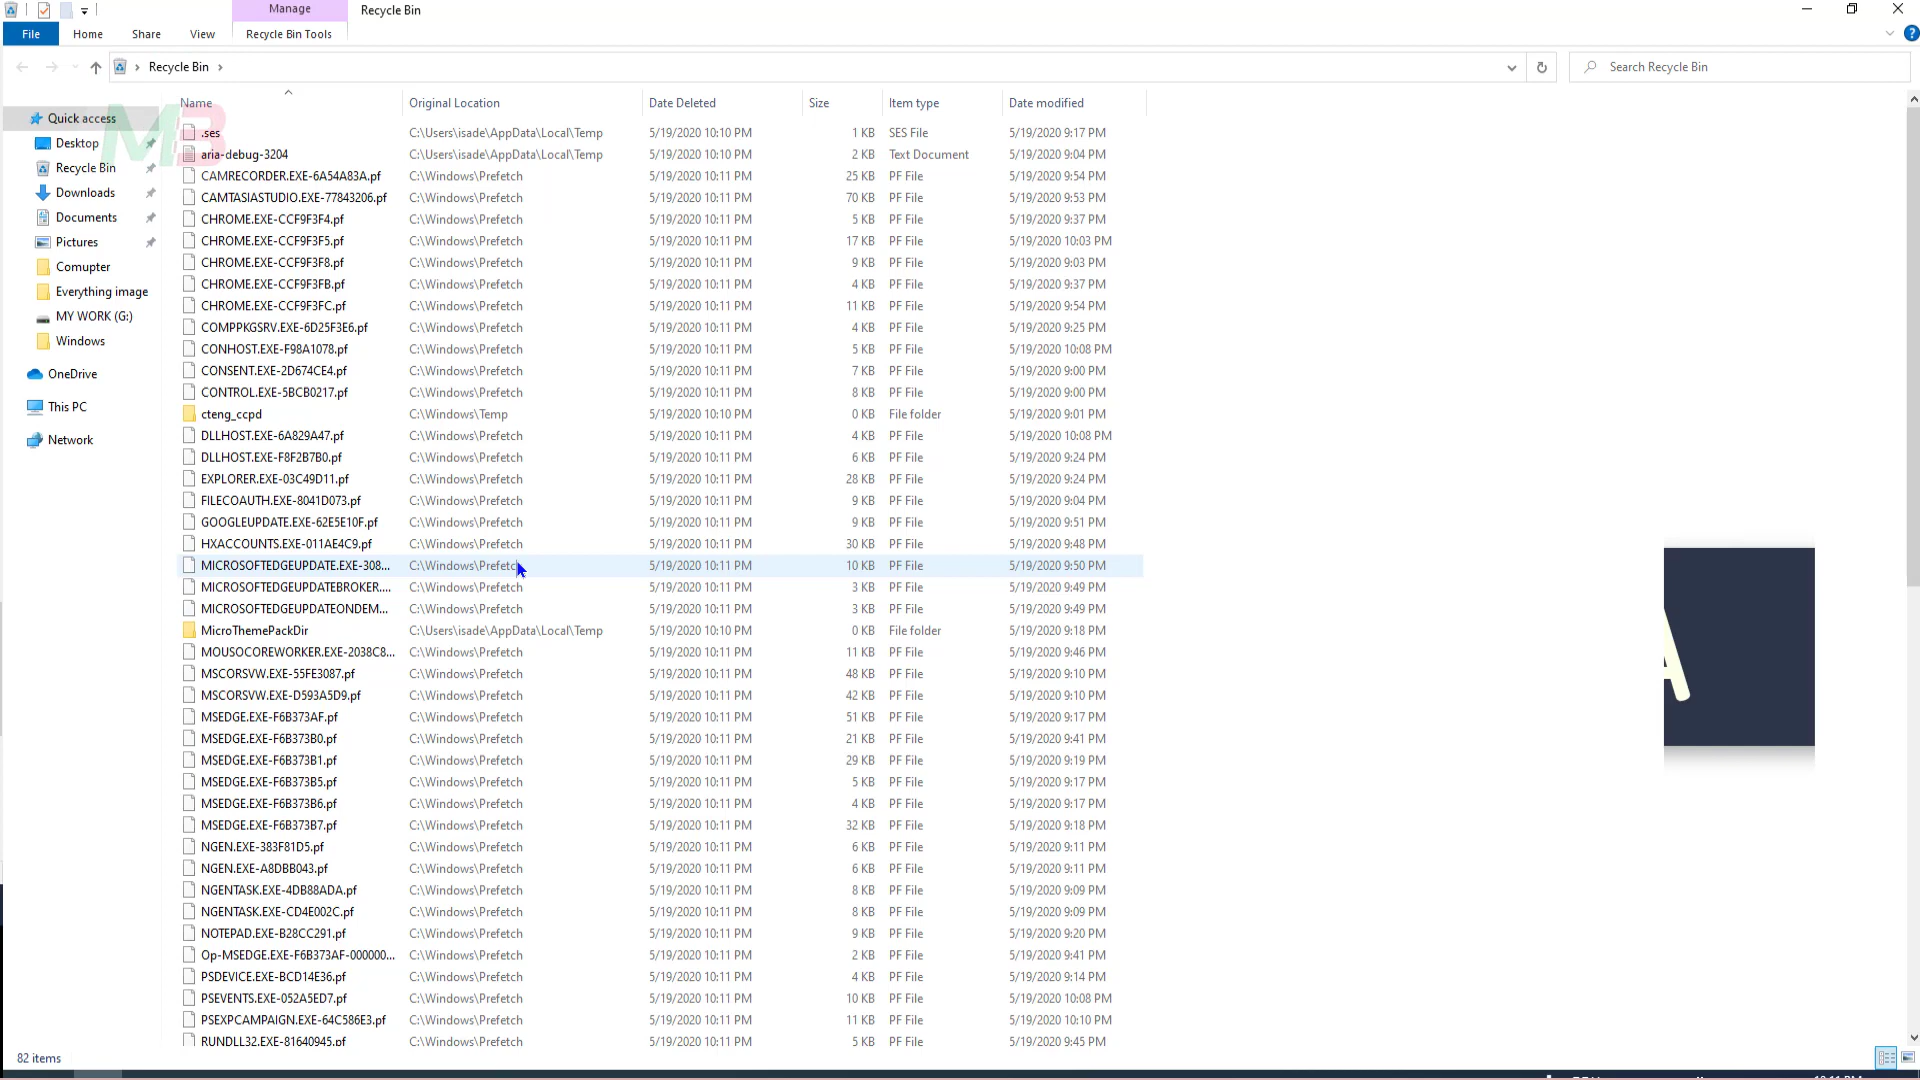 Manage
Recycle Bin
File
Home
Share
View
Recycle Bin Tools
Recycle Bin
Search Recycle Bin
Name
Original Location
Date Deleted
Size
Item type
Date modified
Quick access
Desktop
Recycle Bin
Downloads
Documents
Pictures
Comupter
Everything image
MY WORK (G:)
Windows
OneDrive
This PC
Network
MB
.ses C:\Users\isade\AppData\Local\Temp 5/19/2020 10:10 PM 1 KB SES File 5/19/2020 9:17 PM
aria-debug-3204 C:\Users\isade\AppData\Local\Temp 5/19/2020 10:10 PM 2 KB Text Document 5/19/2020 9:04 PM
CAMRECORDER.EXE-6A54A83A.pf C:\Windows\Prefetch 5/19/2020 10:11 PM 25 KB PF File 5/19/2020 9:54 PM
CAMTASIASTUDIO.EXE-77843206.pf C:\Windows\Prefetch 5/19/2020 10:11 PM 70 KB PF File 5/19/2020 9:53 PM
CHROME.EXE-CCF9F3F4.pf C:\Windows\Prefetch 5/19/2020 10:11 PM 5 KB PF File 5/19/2020 9:37 PM
CHROME.EXE-CCF9F3F5.pf C:\Windows\Prefetch 5/19/2020 10:11 PM 17 KB PF File 5/19/2020 10:03 PM
CHROME.EXE-CCF9F3F8.pf C:\Windows\Prefetch 5/19/2020 10:11 PM 9 KB PF File 5/19/2020 9:03 PM
CHROME.EXE-CCF9F3FB.pf C:\Windows\Prefetch 5/19/2020 10:11 PM 4 KB PF File 5/19/2020 9:37 PM
CHROME.EXE-CCF9F3FC.pf C:\Windows\Prefetch 5/19/2020 10:11 PM 11 KB PF File 5/19/2020 9:54 PM
COMPPKGSRV.EXE-6D25F3E6.pf C:\Windows\Prefetch 5/19/2020 10:11 PM 4 KB PF File 5/19/2020 9:25 PM
CONHOST.EXE-F98A1078.pf C:\Windows\Prefetch 5/19/2020 10:11 PM 5 KB PF File 5/19/2020 10:08 PM
CONSENT.EXE-2D674CE4.pf C:\Windows\Prefetch 5/19/2020 10:11 PM 7 KB PF File 5/19/2020 9:00 PM
CONTROL.EXE-5BCB0217.pf C:\Windows\Prefetch 5/19/2020 10:11 PM 8 KB PF File 5/19/2020 9:00 PM
cteng_ccpd C:\Windows\Temp 5/19/2020 10:10 PM 0 KB File folder 5/19/2020 9:01 PM
DLLHOST.EXE-6A829A47.pf C:\Windows\Prefetch 5/19/2020 10:11 PM 4 KB PF File 5/19/2020 10:08 PM
DLLHOST.EXE-F8F2B7B0.pf C:\Windows\Prefetch 5/19/2020 10:11 PM 6 KB PF File 5/19/2020 9:24 PM
EXPLORER.EXE-03C49D11.pf C:\Windows\Prefetch 5/19/2020 10:11 PM 28 KB PF File 5/19/2020 9:24 PM
FILECOAUTH.EXE-8041D073.pf C:\Windows\Prefetch 5/19/2020 10:11 PM 9 KB PF File 5/19/2020 9:04 PM
GOOGLEUPDATE.EXE-62E5E10F.pf C:\Windows\Prefetch 5/19/2020 10:11 PM 9 KB PF File 5/19/2020 9:51 PM
HXACCOUNTS.EXE-011AE4C9.pf C:\Windows\Prefetch 5/19/2020 10:11 PM 30 KB PF File 5/19/2020 9:48 PM
MICROSOFTEDGEUPDATE.EXE-308... C:\Windows\Prefetch 5/19/2020 10:11 PM 10 KB PF File 5/19/2020 9:50 PM
MICROSOFTEDGEUPDATEBROKER.... C:\Windows\Prefetch 5/19/2020 10:11 PM 3 KB PF File 5/19/2020 9:49 PM
MICROSOFTEDGEUPDATEONDEM... C:\Windows\Prefetch 5/19/2020 10:11 PM 3 KB PF File 5/19/2020 9:49 PM
MicroThemePackDir C:\Users\isade\AppData\Local\Temp 5/19/2020 10:10 PM 0 KB File folder 5/19/2020 9:18 PM
MOUSOCOREWORKER.EXE-2038C8... C:\Windows\Prefetch 5/19/2020 10:11 PM 11 KB PF File 5/19/2020 9:46 PM
MSCORSVW.EXE-55FE3087.pf C:\Windows\Prefetch 5/19/2020 10:11 PM 48 KB PF File 5/19/2020 9:10 PM
MSCORSVW.EXE-D593A5D9.pf C:\Windows\Prefetch 5/19/2020 10:11 PM 42 KB PF File 5/19/2020 9:10 PM
MSEDGE.EXE-F6B373AF.pf C:\Windows\Prefetch 5/19/2020 10:11 PM 51 KB PF File 5/19/2020 9:17 PM
MSEDGE.EXE-F6B373B0.pf C:\Windows\Prefetch 5/19/2020 10:11 PM 21 KB PF File 5/19/2020 9:41 PM
MSEDGE.EXE-F6B373B1.pf C:\Windows\Prefetch 5/19/2020 10:11 PM 29 KB PF File 5/19/2020 9:19 PM
MSEDGE.EXE-F6B373B5.pf C:\Windows\Prefetch 5/19/2020 10:11 PM 5 KB PF File 5/19/2020 9:17 PM
MSEDGE.EXE-F6B373B6.pf C:\Windows\Prefetch 5/19/2020 10:11 PM 4 KB PF File 5/19/2020 9:17 PM
MSEDGE.EXE-F6B373B7.pf C:\Windows\Prefetch 5/19/2020 10:11 PM 32 KB PF File 5/19/2020 9:18 PM
NGEN.EXE-383F81D5.pf C:\Windows\Prefetch 5/19/2020 10:11 PM 6 KB PF File 5/19/2020 9:11 PM
NGEN.EXE-A8DBB043.pf C:\Windows\Prefetch 5/19/2020 10:11 PM 6 KB PF File 5/19/2020 9:11 PM
NGENTASK.EXE-4DB88ADA.pf C:\Windows\Prefetch 5/19/2020 10:11 PM 8 KB PF File 5/19/2020 9:09 PM
NGENTASK.EXE-CD4E002C.pf C:\Windows\Prefetch 5/19/2020 10:11 PM 8 KB PF File 5/19/2020 9:09 PM
NOTEPAD.EXE-B28CC291.pf C:\Windows\Prefetch 5/19/2020 10:11 PM 9 KB PF File 5/19/2020 9:20 PM
Op-MSEDGE.EXE-F6B373AF-000000... C:\Windows\Prefetch 5/19/2020 10:11 PM 2 KB PF File 5/19/2020 9:41 PM
PSDEVICE.EXE-BCD14E36.pf C:\Windows\Prefetch 5/19/2020 10:11 PM 4 KB PF File 5/19/2020 9:14 PM
PSEVENTS.EXE-052A5ED7.pf C:\Windows\Prefetch 5/19/2020 10:11 PM 10 KB PF File 5/19/2020 10:08 PM
PSEXPCAMPAIGN.EXE-64C586E3.pf C:\Windows\Prefetch 5/19/2020 10:11 PM 11 KB PF File 5/19/2020 10:10 PM
RUNDLL32.EXE-81640945.pf C:\Windows\Prefetch 5/19/2020 10:11 PM 5 KB PF File 5/19/2020 9:45 PM
82 items